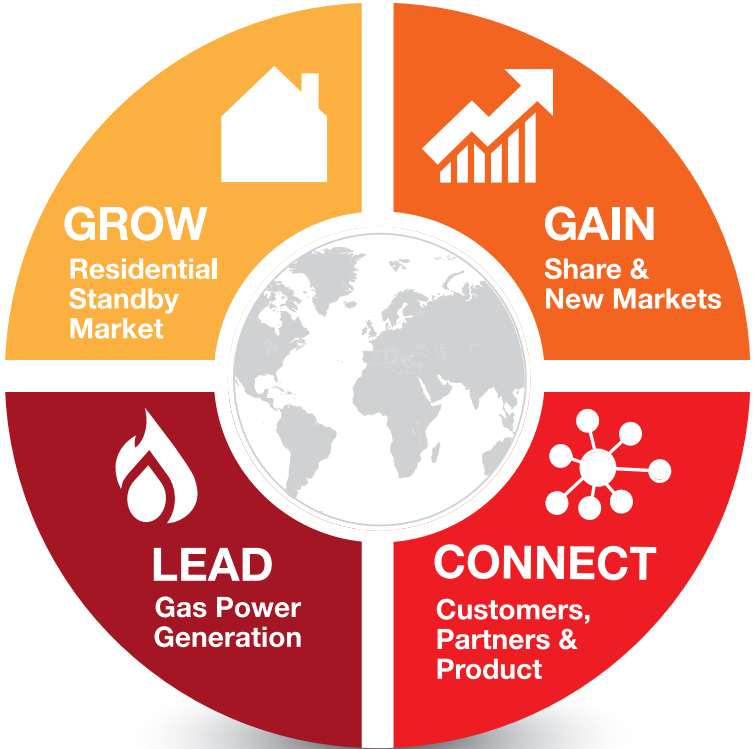 GROW
Residential
Standby
Market
GAIN
Share &
New Markets
LEAD
Gas Power
Generation
CONNECT
Customers,
Partners &
Product